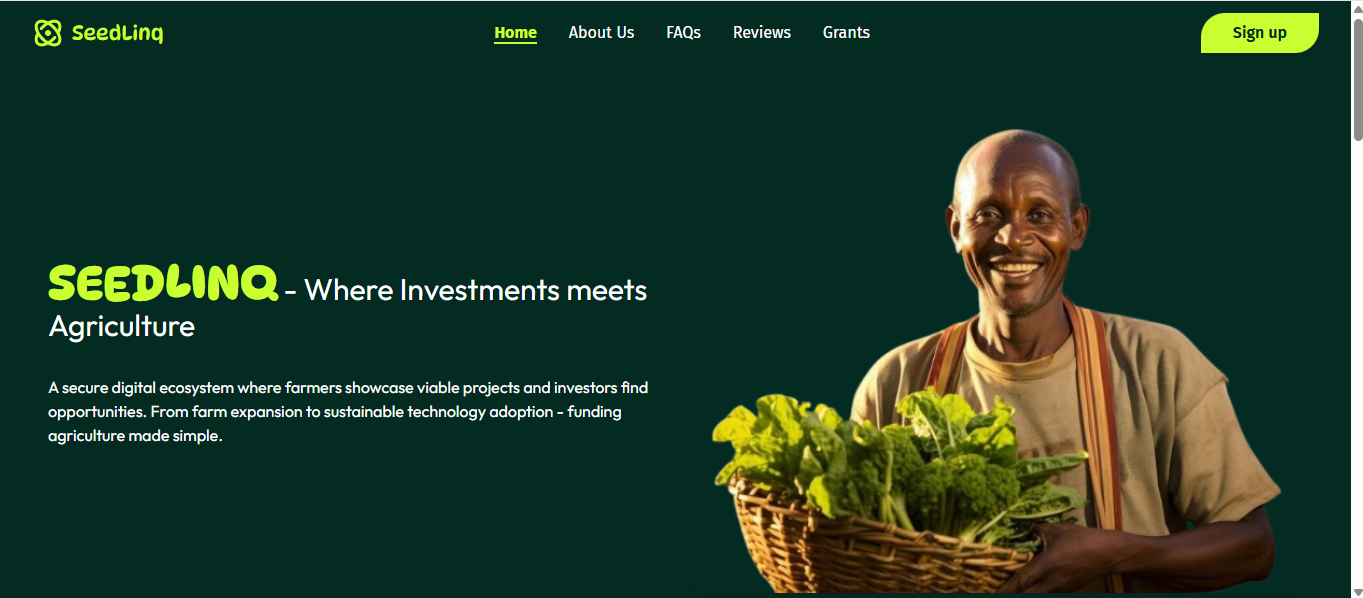 SeedLinq
Home
About Us
FAQs
Reviews
Grants
Sign up
SEEDLINQ - Where Investments meets
Agriculture
A secure digital ecosystem where farmers showcase viable projects and investors find
opportunities. From farm expansion to sustainable technology adoption - funding
agriculture made simple.